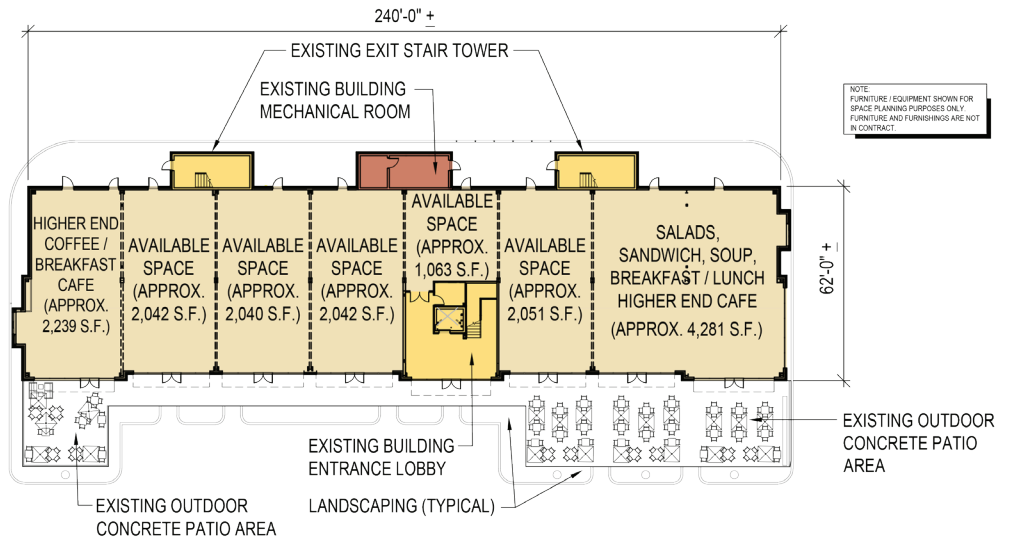 240'-0" +
EXISTING EXIT STAIR TOWER
EXISTING BUILDING
MECHANICAL ROOM
NOTE:
FURNITURE / EQUIPMENT SHOWN FOR
SPACE PLANNING PURPOSES ONLY.
FURNITURE AND FURNISHINGS ARE NOT
IN CONTRACT.
HIGHER END
COFFEE /
BREAKFAST
CAFE
(APPROX.
2,239 S.F.)
AVAILABLE
SPACE
(APPROX.
2,042 S.F.)
AVAILABLE
SPACE
(APPROX.
2,040 S.F.)
AVAILABLE
SPACE
(APPROX.
2,042 S.F.)
AVAILABLE
SPACE
(APPROX.
1,063 S.F.)
AVAILABLE
SPACE
(APPROX.
2,051 S.F.)
SALADS,
SANDWICH, SOUP,
BREAKFAST / LUNCH
HIGHER END CAFE
(APPROX. 4,281 S.F.)
62'-0" +
EXISTING BUILDING
ENTRANCE LOBBY
LANDSCAPING (TYPICAL)
EXISTING OUTDOOR
CONCRETE PATIO
AREA
EXISTING OUTDOOR
CONCRETE PATIO AREA